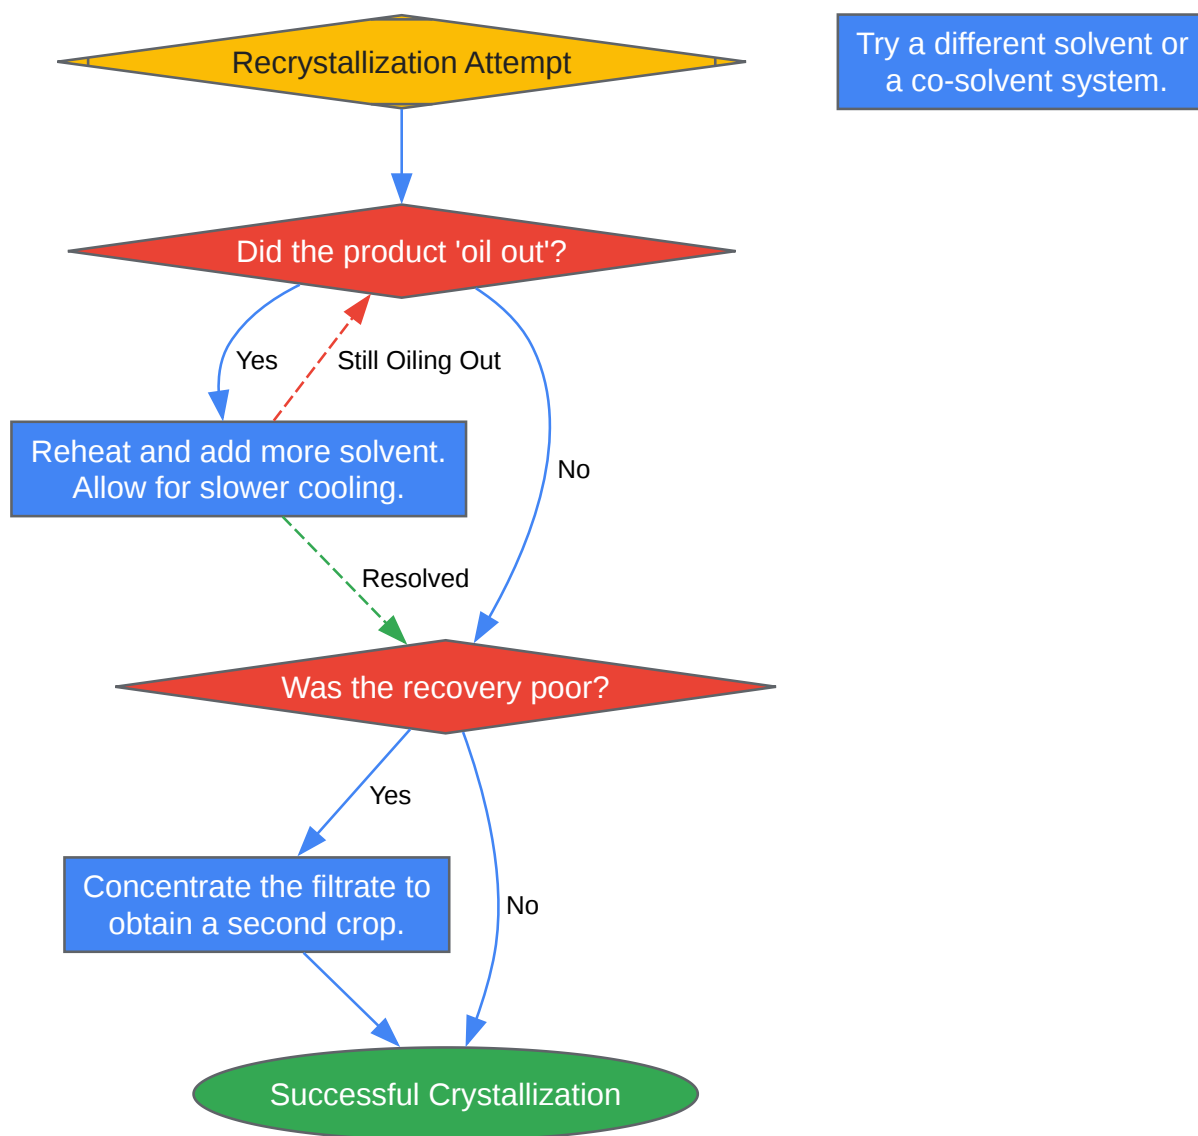 Recrystallization Attempt
Try a different solvent or
a co-solvent system.
Did the product 'oil out'?
Yes
Still Oiling Out
Reheat and add more solvent.
Allow for slower cooling.
No
Resolved
Was the recovery poor?
Yes
Concentrate the filtrate to
obtain a second crop.
No
Successful Crystallization